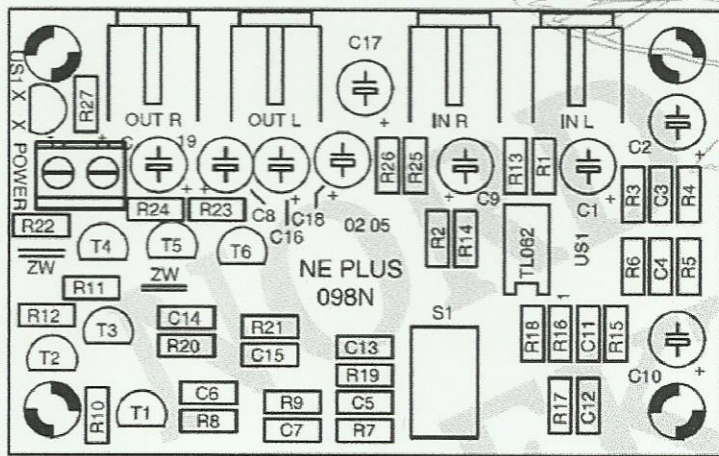 C17
US1 X X
R27
OUT R
OUT L
IN R
IN L
POWER
C 19
R26
R25
C9
R13
R1
C1
C2
R3
C3
R4
R24
R23
C8
C16
C18
02 05
R2
R14
TL062
US1
R22
T4
T5
T6
ZW
ZW
NE PLUS
098N
R6
C4
R5
R11
R12
T3
C14
R21
S1
1
R18
R16
C11
R15
T2
R20
C15
C13
R19
C10
R10
T1
C6
R8
R9
C7
C5
R7
R17
C12